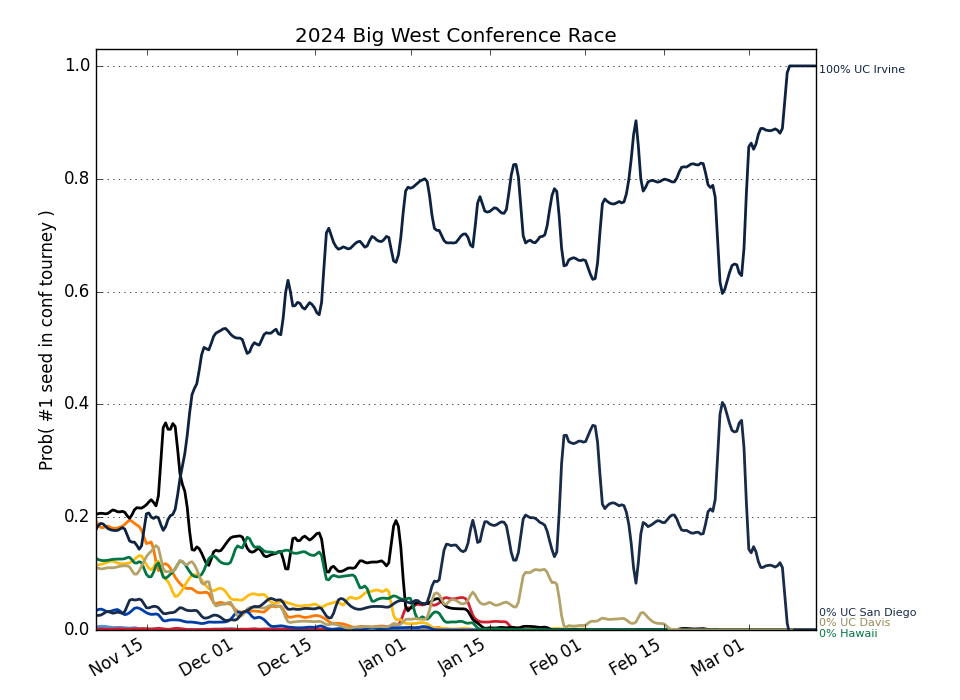 2024 Big West Conference Race
Prob( #1 seed in conf tourney )
1.0
0.8
0.6
0.4
0.2
0.0
Nov 15
Dec 01
Dec 15
Jan 01
Jan 15
Feb 01
Feb 15
Mar 01
100% UC Irvine
0% UC San Diego
0% UC Davis
0% Hawaii